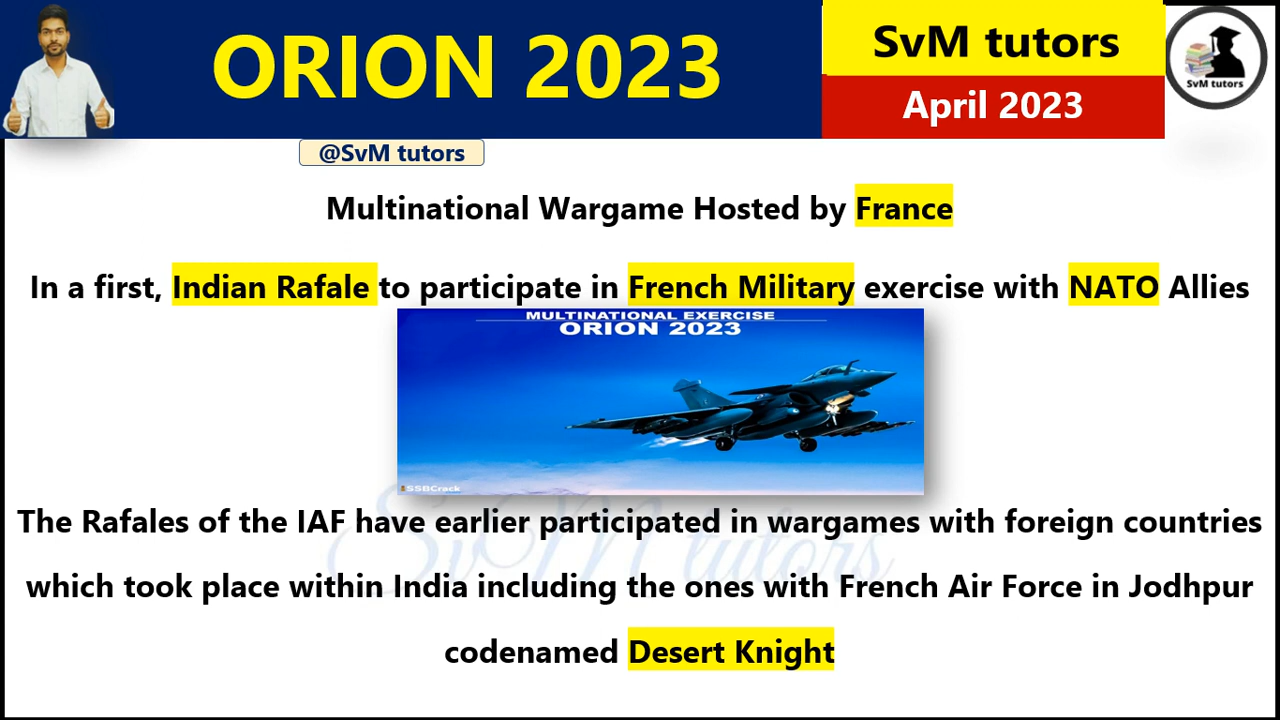 ORION 2023
SvM tutors
April 2023
SvM tutors
@SvM tutors
Multinational Wargame Hosted by France
In a first, Indian Rafale to participate in French Military exercise with NATO Allies
MULTINATIONAL EXERCISE
ORION 2023
SSBCrack
SvM tutors
The Rafales of the IAF have earlier participated in wargames with foreign countries
which took place within India including the ones with French Air Force in Jodhpur
codenamed Desert Knight